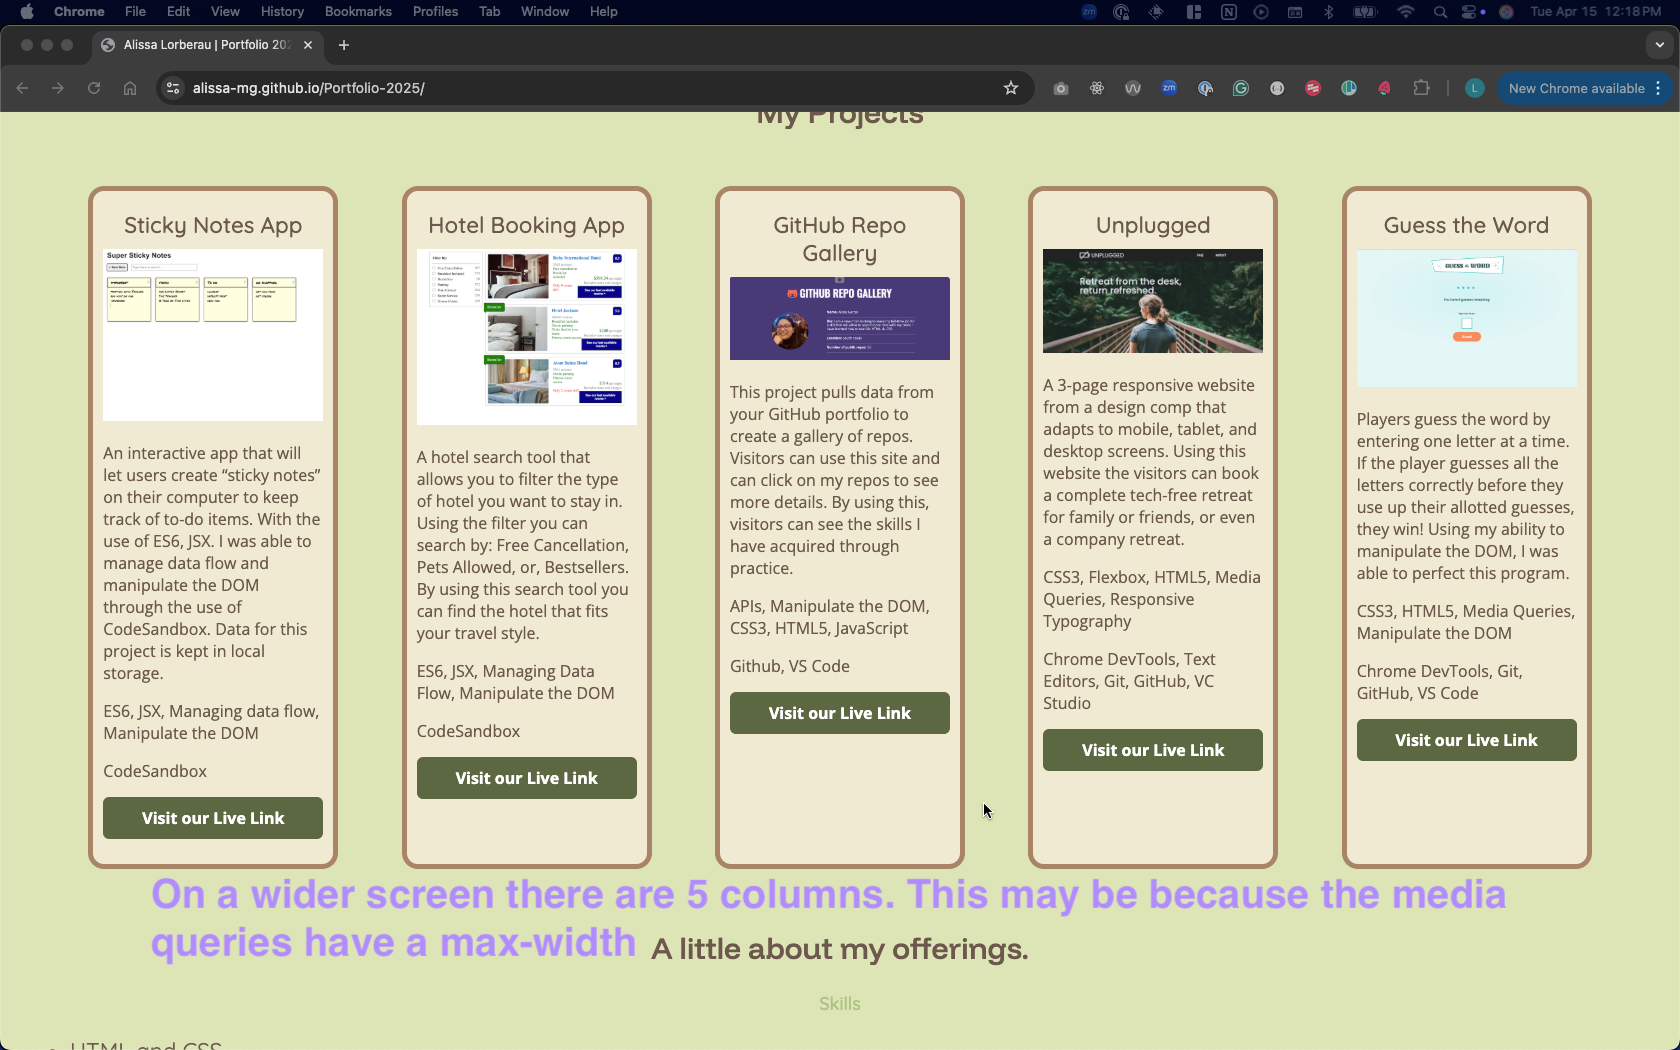 Chrome File Edit View History Bookmarks Profiles Tab Window Help Tue Apr 15 12:18 PM
Alissa Lorberau | Portfolio 202
alissa-mg.github.io/Portfolio-2025/
New Chrome available
My Projects
Sticky Notes App
Super Sticky Notes
An interactive app that will
let users create “sticky notes”
on their computer to keep
track of to-do items. With the
use of ES6, JSX. I was able to
manage data flow and
manipulate the DOM
through the use of
CodeSandbox. Data for this
project is kept in local
storage.
ES6, JSX, Managing data flow,
Manipulate the DOM
CodeSandbox
Visit our Live Link
Hotel Booking App
A hotel search tool that
allows you to filter the type
of hotel you want to stay in.
Using the filter you can
search by: Free Cancellation,
Pets Allowed, or, Bestsellers.
By using this search tool you
can find the hotel that fits
your travel style.
ES6, JSX, Managing Data
Flow, Manipulate the DOM
CodeSandbox
Visit our Live Link
GitHub Repo
Gallery
GITHUB REPO GALLERY
This project pulls data from
your GitHub portfolio to
create a gallery of repos.
Visitors can use this site and
can click on my repos to see
more details. By using this,
visitors can see the skills I
have acquired through
practice.
APIs, Manipulate the DOM,
CSS3, HTML5, JavaScript
Github, VS Code
Visit our Live Link
Unplugged
UNPLUGGED FAQ ABOUT
Retreat from the desk,
return refreshed.
A 3-page responsive website
from a design comp that
adapts to mobile, tablet, and
desktop screens. Using this
website the visitors can book
a complete tech-free retreat
for family or friends, or even
a company retreat.
CSS3, Flexbox, HTML5, Media
Queries, Responsive
Typography
Chrome DevTools, Text
Editors, Git, GitHub, VC
Studio
Visit our Live Link
Guess the Word
GUESS the WORD
Players guess the word by
entering one letter at a time.
If the player guesses all the
letters correctly before they
use up their allotted guesses,
they win! Using my ability to
manipulate the DOM, I was
able to perfect this program.
CSS3, HTML5, Media Queries,
Manipulate the DOM
Chrome DevTools, Git,
GitHub, VS Code
Visit our Live Link
On a wider screen there are 5 columns. This may be because the media
queries have a max-width
A little about my offerings.
Skills
HTML and CSS